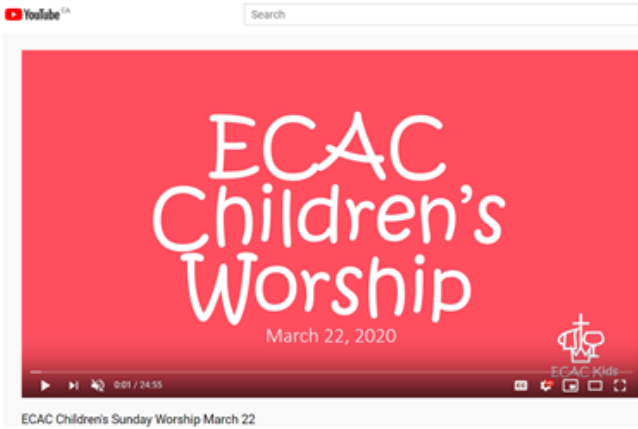 YouTube CA
Search
ECAC
Children's
Worship
March 22, 2020
ECAC Kids
0:01 / 24:55
CC
ECAC Children's Sunday Worship March 22